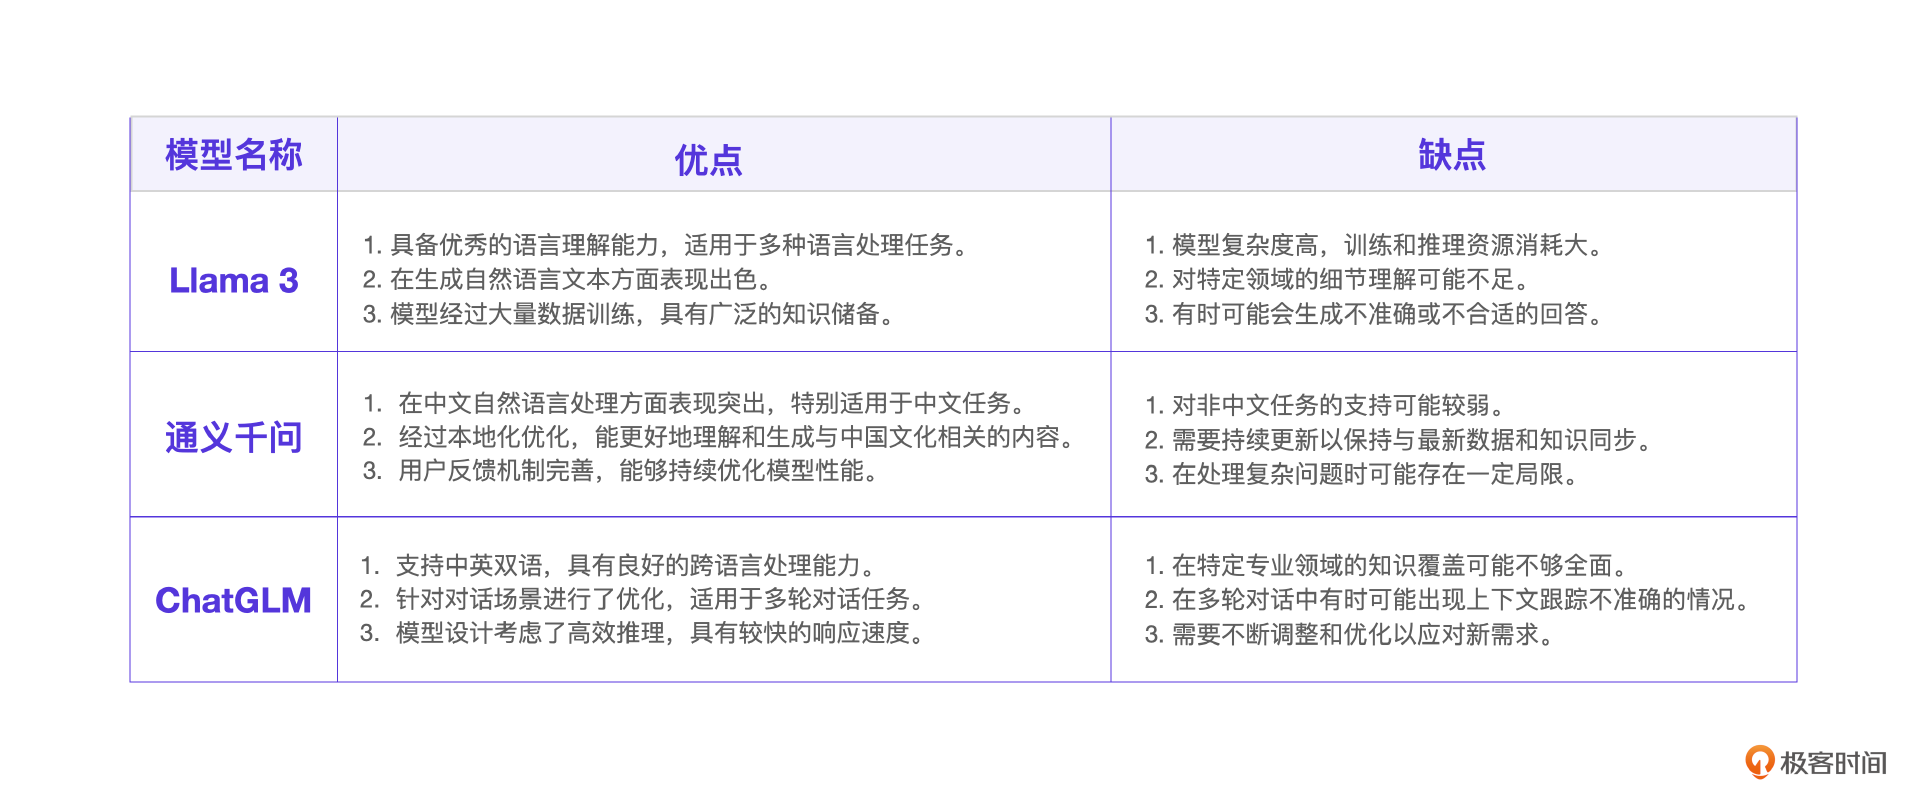 模型名称
优点
缺点
Llama 3
1. 具备优秀的语言理解能力，适用于多种语言处理任务。
2. 在生成自然语言文本方面表现出色。
3. 模型经过大量数据训练，具有广泛的知识储备。
1. 模型复杂度高，训练和推理资源消耗大。
2. 对特定领域的细节理解可能不足。
3. 有时可能会生成不准确或不合适的回答。
通义千问
1. 在中文自然语言处理方面表现突出，特别适用于中文任务。
2. 经过本地化优化，能更好地理解和生成与中国文化相关的内容。
3. 用户反馈机制完善，能够持续优化模型性能。
1. 对非中文任务的支持可能较弱。
2. 需要持续更新以保持与最新数据和知识同步。
3. 在处理复杂问题时可能存在一定局限。
ChatGLM
1. 支持中英双语，具有良好的跨语言处理能力。
2. 针对对话场景进行了优化，适用于多轮对话任务。
3. 模型设计考虑了高效推理，具有较快的响应速度。
1. 在特定专业领域的知识覆盖可能不够全面。
2. 在多轮对话中有时可能出现上下文跟踪不准确的情况。
3. 需要不断调整和优化以应对新需求。
极客时间